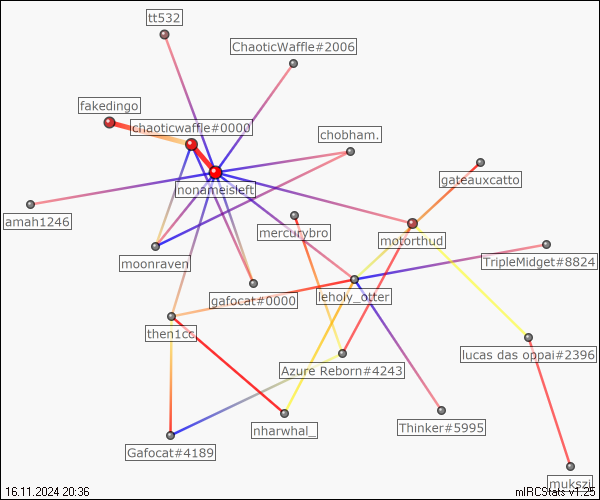 tt532
ChaoticWaffle#2006
fakedingo
chaoticwaffle#0000
chobham.
gateauxcatto
nonameisleft
amah1246
mercurybro
motorthud
moonraven
TripleMidget#8824
gafocat#0000
leholy_otter
then1cc
lucas das oppai#2396
Azure Reborn#4243
nharwhal_
Thinker#5995
Gafocat#4189
mukszi
16.11.2024 20:36
mIRCStats v1.25